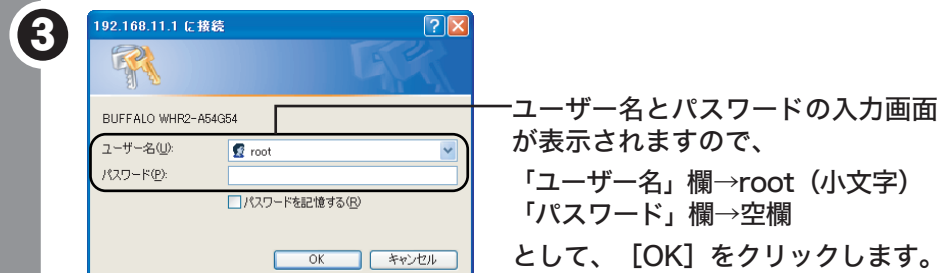 3
192.168.11.1 に接続
BUFFALO WHR2-A54G54
ユーザー名(U):
root
パスワード(P):
パスワードを記憶する(R)
OK
キャンセル
ユーザー名とパスワードの入力画面
が表示されますので、
「ユーザー名」欄→root（小文字）
「パスワード」欄→空欄
として、［OK］をクリックします。